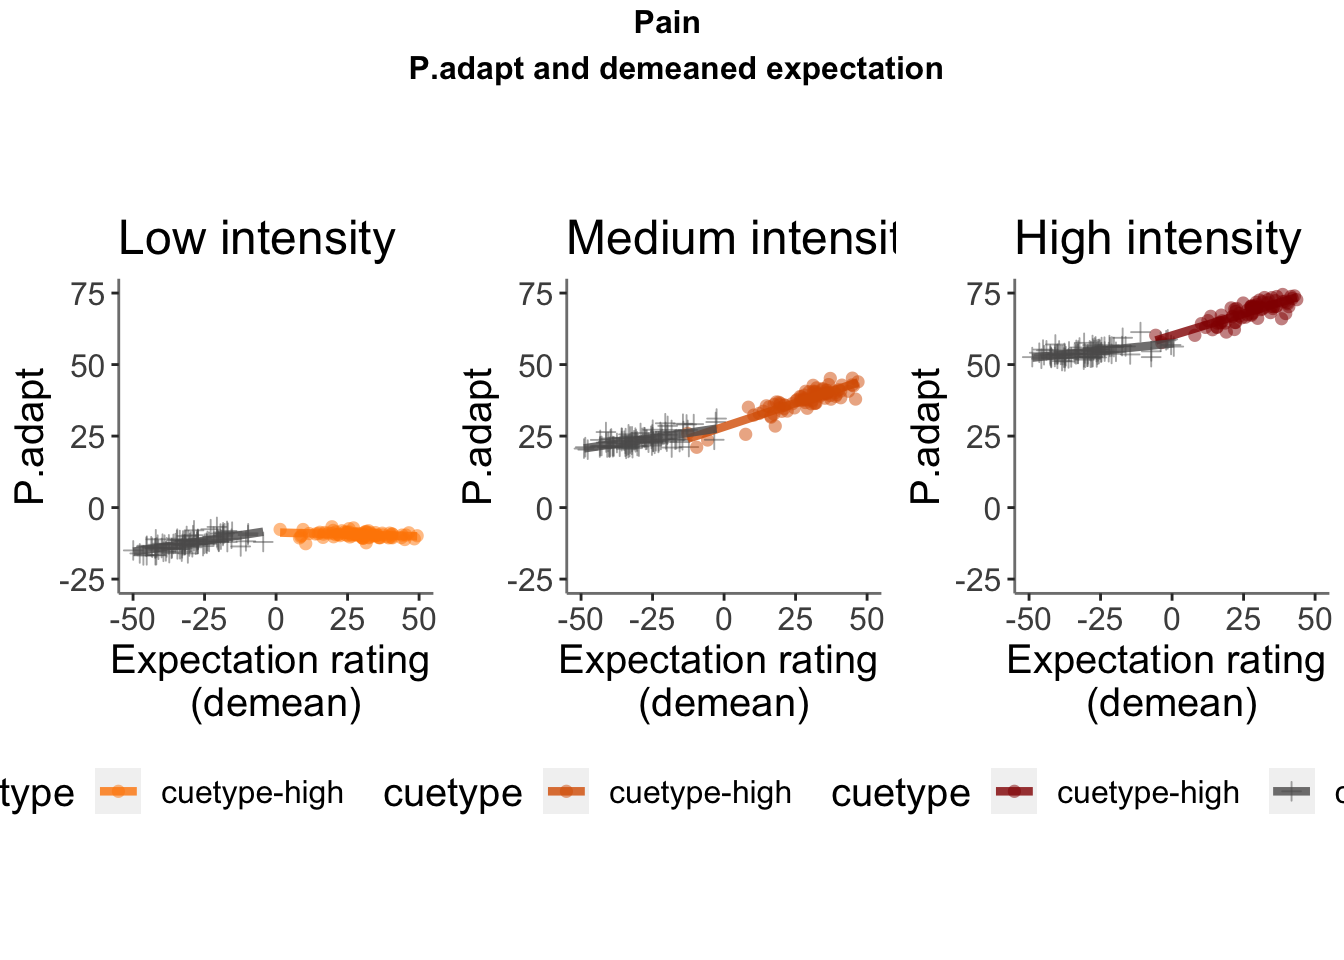 Pain
P.adapt and demeaned expectation
Low intensity
75
50
25
0
-25
P.adapt
-50 -25 0 25 50
Expectation rating
(demean)
Medium intensit
75
50
25
0
-25
P.adapt
-50 -25 0 25 50
Expectation rating
(demean)
High intensity
75
50
25
0
-25
P.adapt
-50 -25 0 25 50
Expectation rating
(demean)
type cuetype-high
cuetype cuetype-high
cuetype cuetype-high c